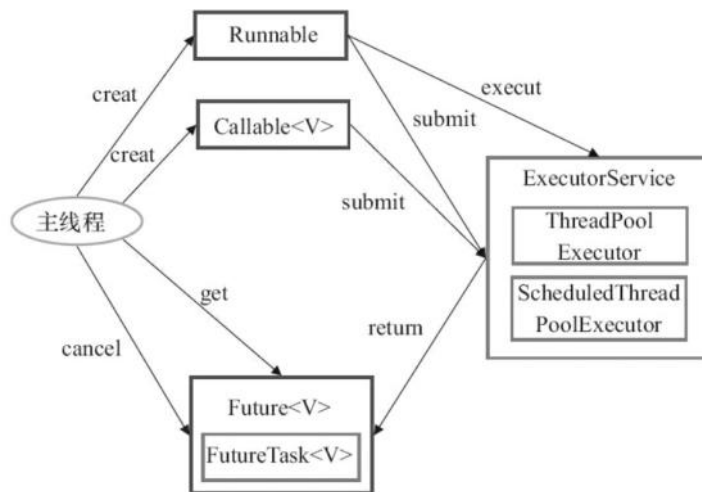 Runnable
creat
execut
submit
Callable<V>
creat
ExecutorService
submit
主线程
ThreadPool
Executor
get
ScheduledThread
PoolExecutor
return
cancel
Future<V>
FutureTask<V>